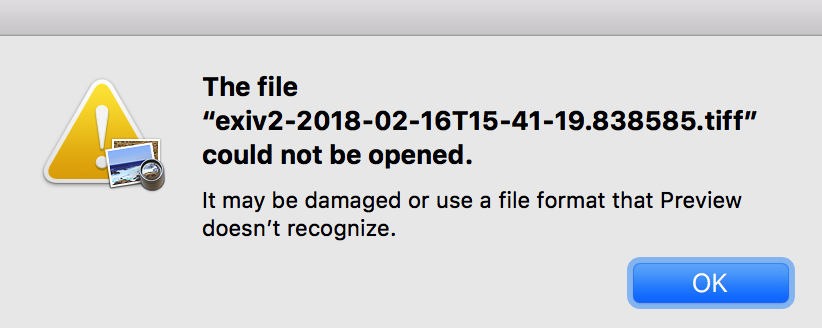 The file
“exiv2-2018-02-16T15-41-19.838585.tiff”
could not be opened.
It may be damaged or use a file format that Preview
doesn’t recognize.
OK